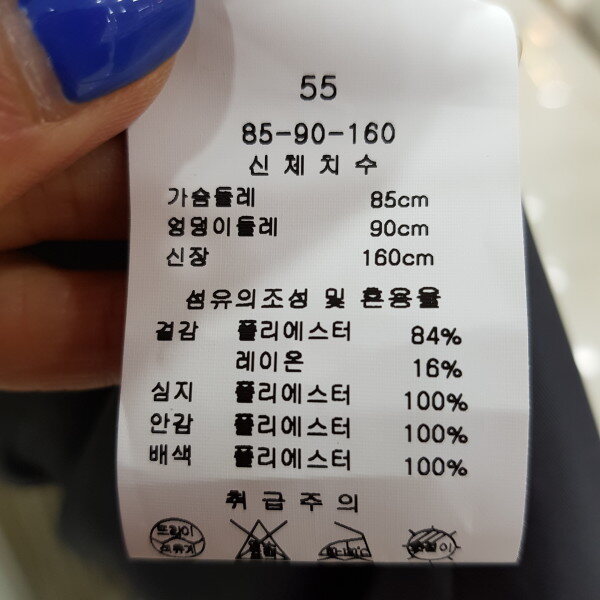 55
85-90-160
신 체 치 수
가슴둘레 85cm
엉덩이둘레 90cm
신장 160cm
섬유의조성 및 혼용율
겉감 폴리에스터 84%
레이온 16%
심지 폴리에스터 100%
안감 폴리에스터 100%
배색 폴리에스터 100%
취 급 주 의
드라이